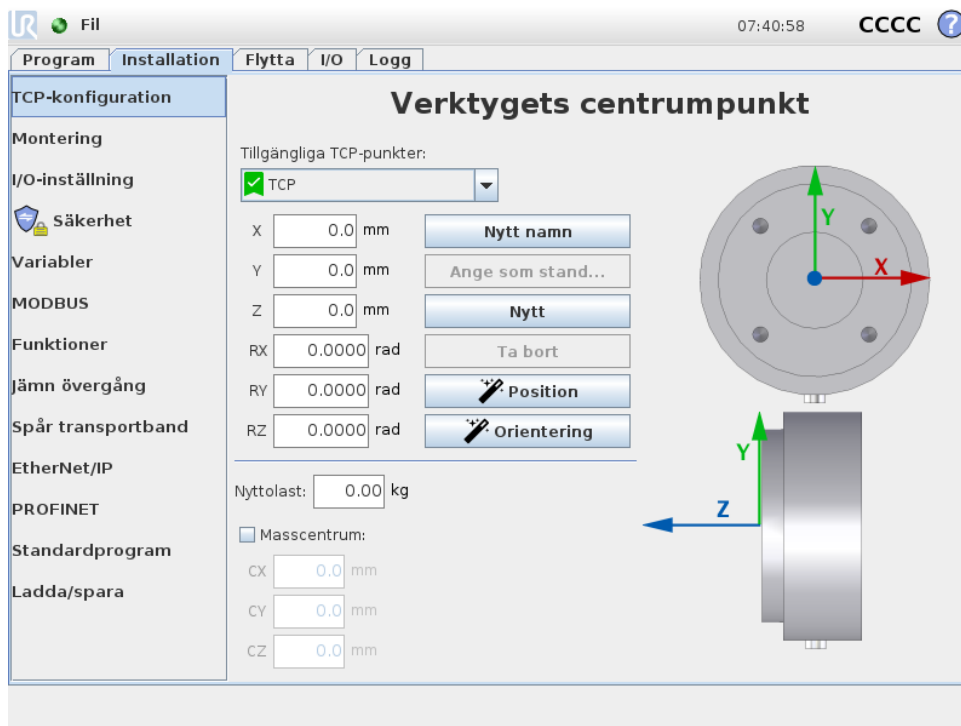 UR Fil 07:40:58 CCCC ?
Program Installation Flytta I/O Logg
TCP-konfiguration
Montering
I/O-inställning
Säkerhet
Variabler
MODBUS
Funktioner
Jämn övergång
Spår transportband
EtherNet/IP
PROFINET
Standardprogram
Ladda/spara
Verktygets centrumpunkt
Tillgängliga TCP-punkter:
TCP
X 0.0 mm Nytt namn
Y 0.0 mm Ange som stand...
Z 0.0 mm Nytt
RX 0.0000 rad Ta bort
RY 0.0000 rad Position
RZ 0.0000 rad Orientering
Nyttolast: 0.00 kg
Masscentrum:
CX 0.0 mm
CY 0.0 mm
CZ 0.0 mm
Y
X
Y
Z